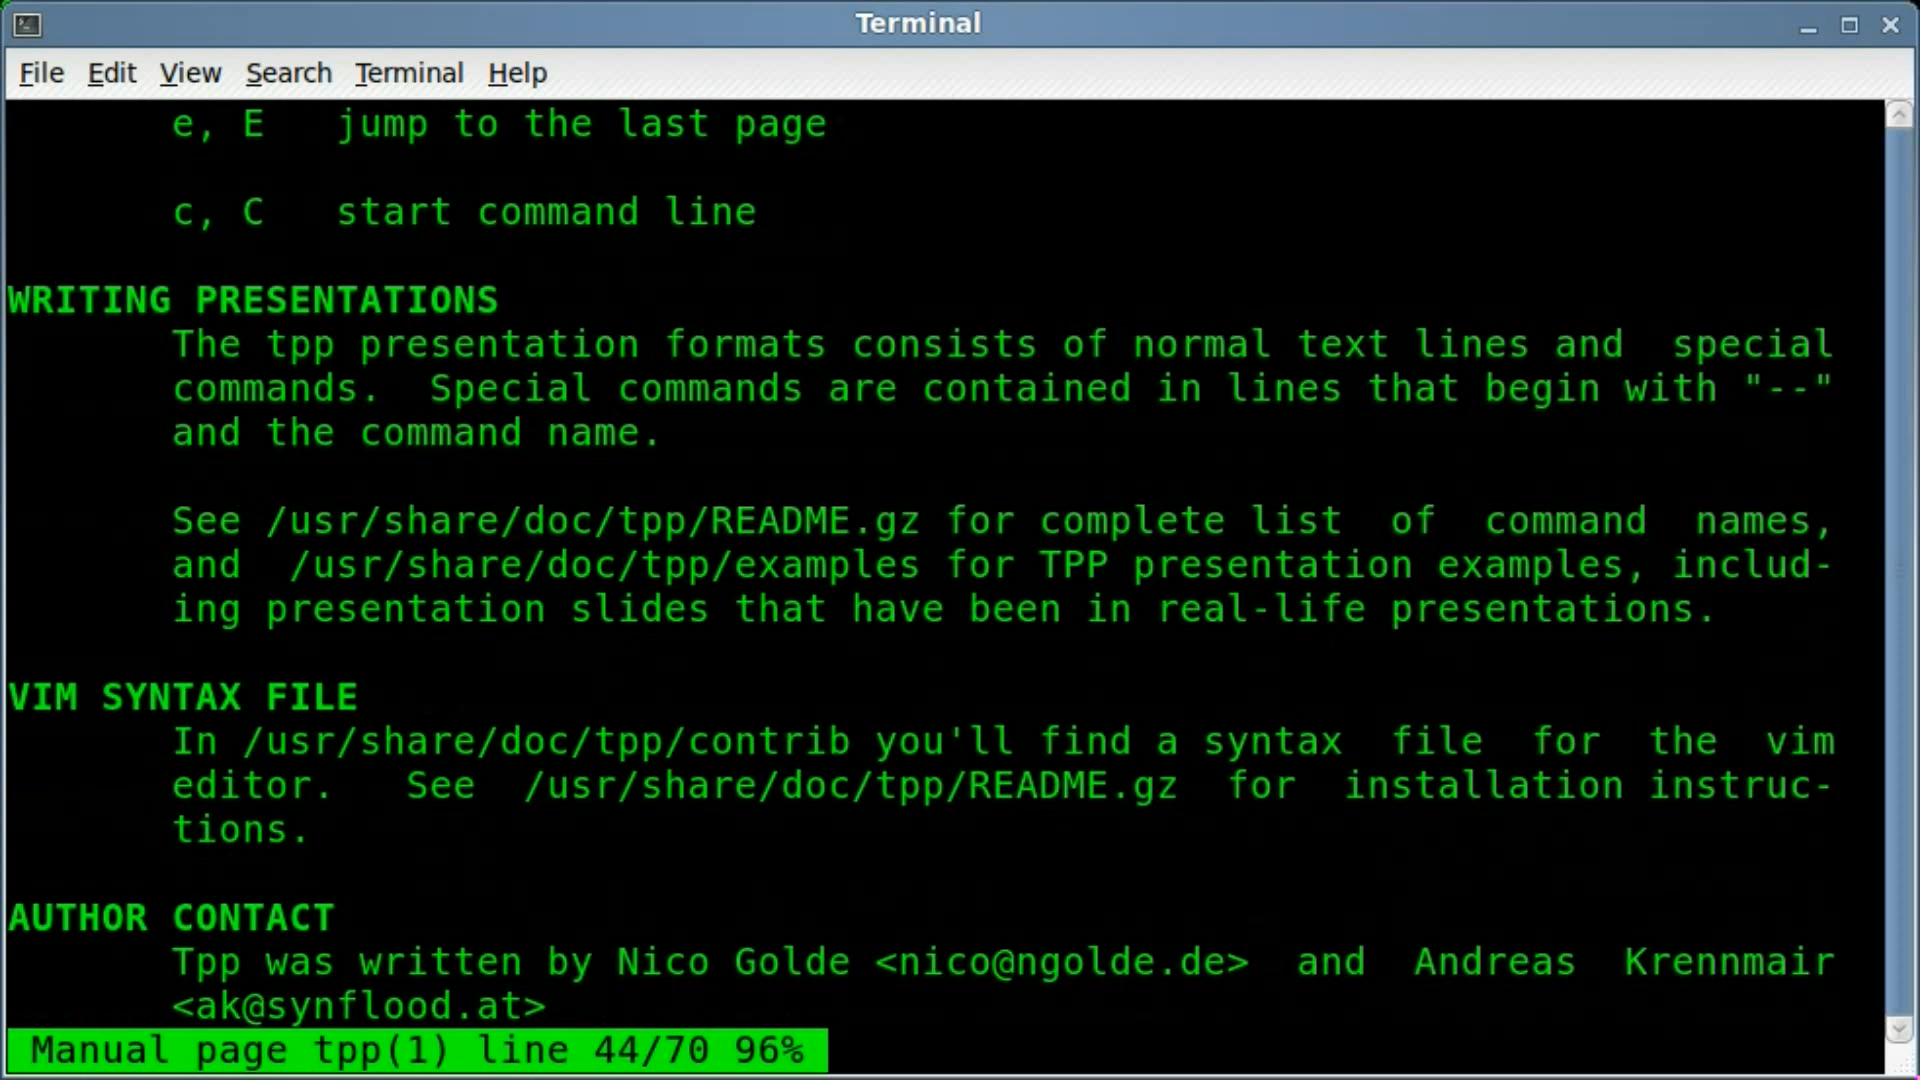 Terminal
File Edit View Search Terminal Help
e, E jump to the last page
c, C start command line
WRITING PRESENTATIONS
The tpp presentation formats consists of normal text lines and special
commands. Special commands are contained in lines that begin with "--"
and the command name.
See /usr/share/doc/tpp/README.gz for complete list of command names,
and /usr/share/doc/tpp/examples for TPP presentation examples, includ-
ing presentation slides that have been in real-life presentations.
VIM SYNTAX FILE
In /usr/share/doc/tpp/contrib you'll find a syntax file for the vim
editor. See /usr/share/doc/tpp/README.gz for installation instruc-
tions.
AUTHOR CONTACT
Tpp was written by Nico Golde <nico@ngolde.de> and Andreas Krennmair
<ak@synflood.at>
Manual page tpp(1) line 44/70 96%